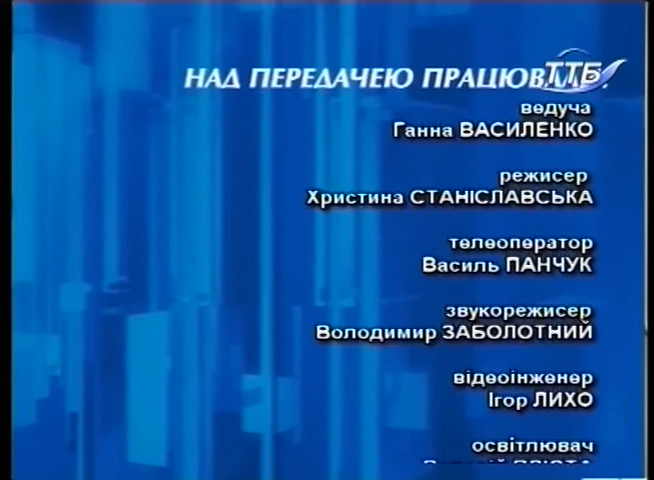 НАД ПЕРЕДАЧЕЮ
ТТБ
ведуча
Ганна ВАСИЛЕНКО
режисер
Христина СТАНІСЛАВСЬКА
телеоператор
Василь ПАНЧУК
звукорежисер
Володимир ЗАБОЛОТНИЙ
відеоінженер
Ігор ЛИХО
освітлювач